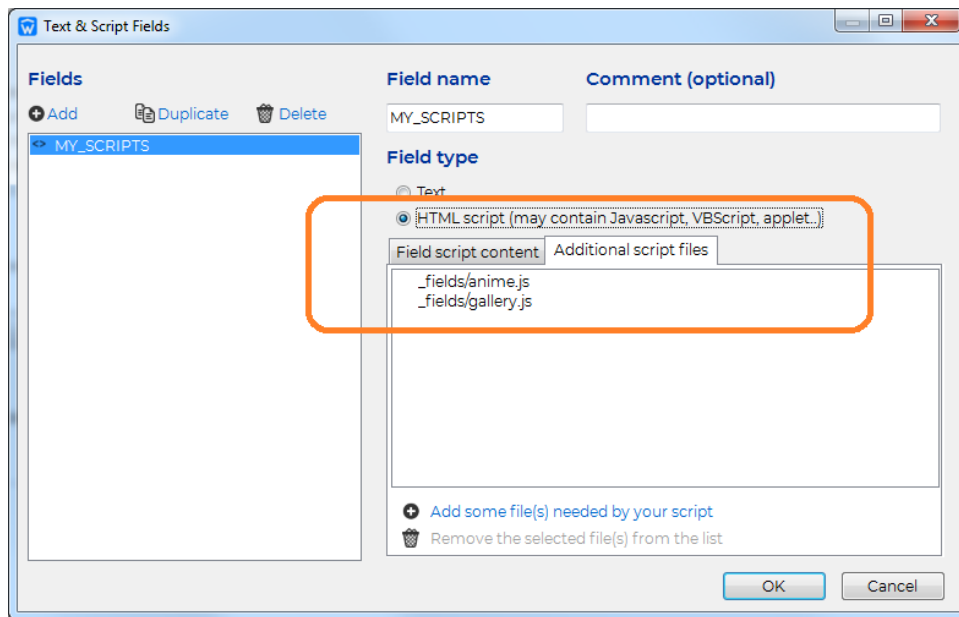 Text & Script Fields
Fields
Add Duplicate Delete
MY_SCRIPTS
Field name Comment (optional)
MY_SCRIPTS
Field type
Text
HTML script (may contain Javascript, VBScript, applet..)
Field script content Additional script files
_fields/anime.js
_fields/gallery.js
Add some file(s) needed by your script
Remove the selected file(s) from the list
OK Cancel